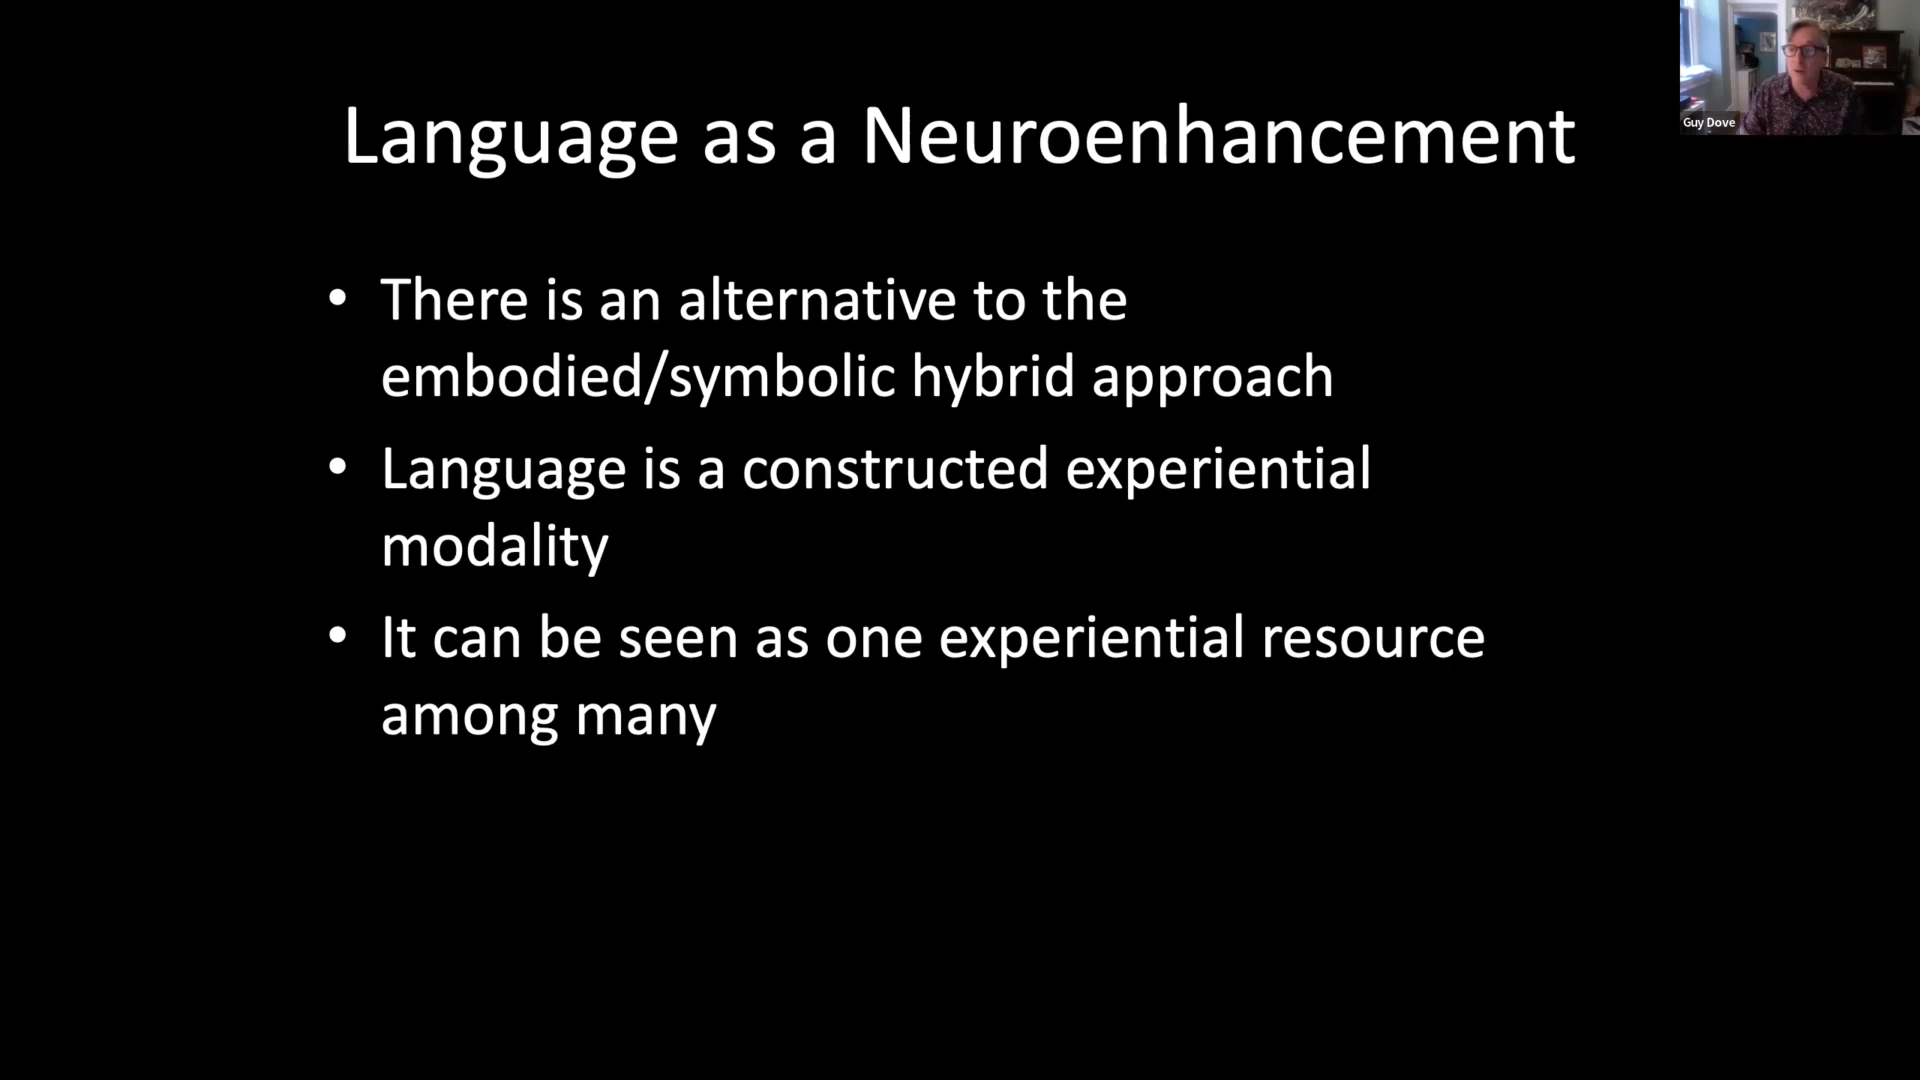 Language as a Neuroenhancement
• There is an alternative to the
embodied/symbolic hybrid approach
• Language is a constructed experiential
modality
• It can be seen as one experiential resource
among many
Guy Dove